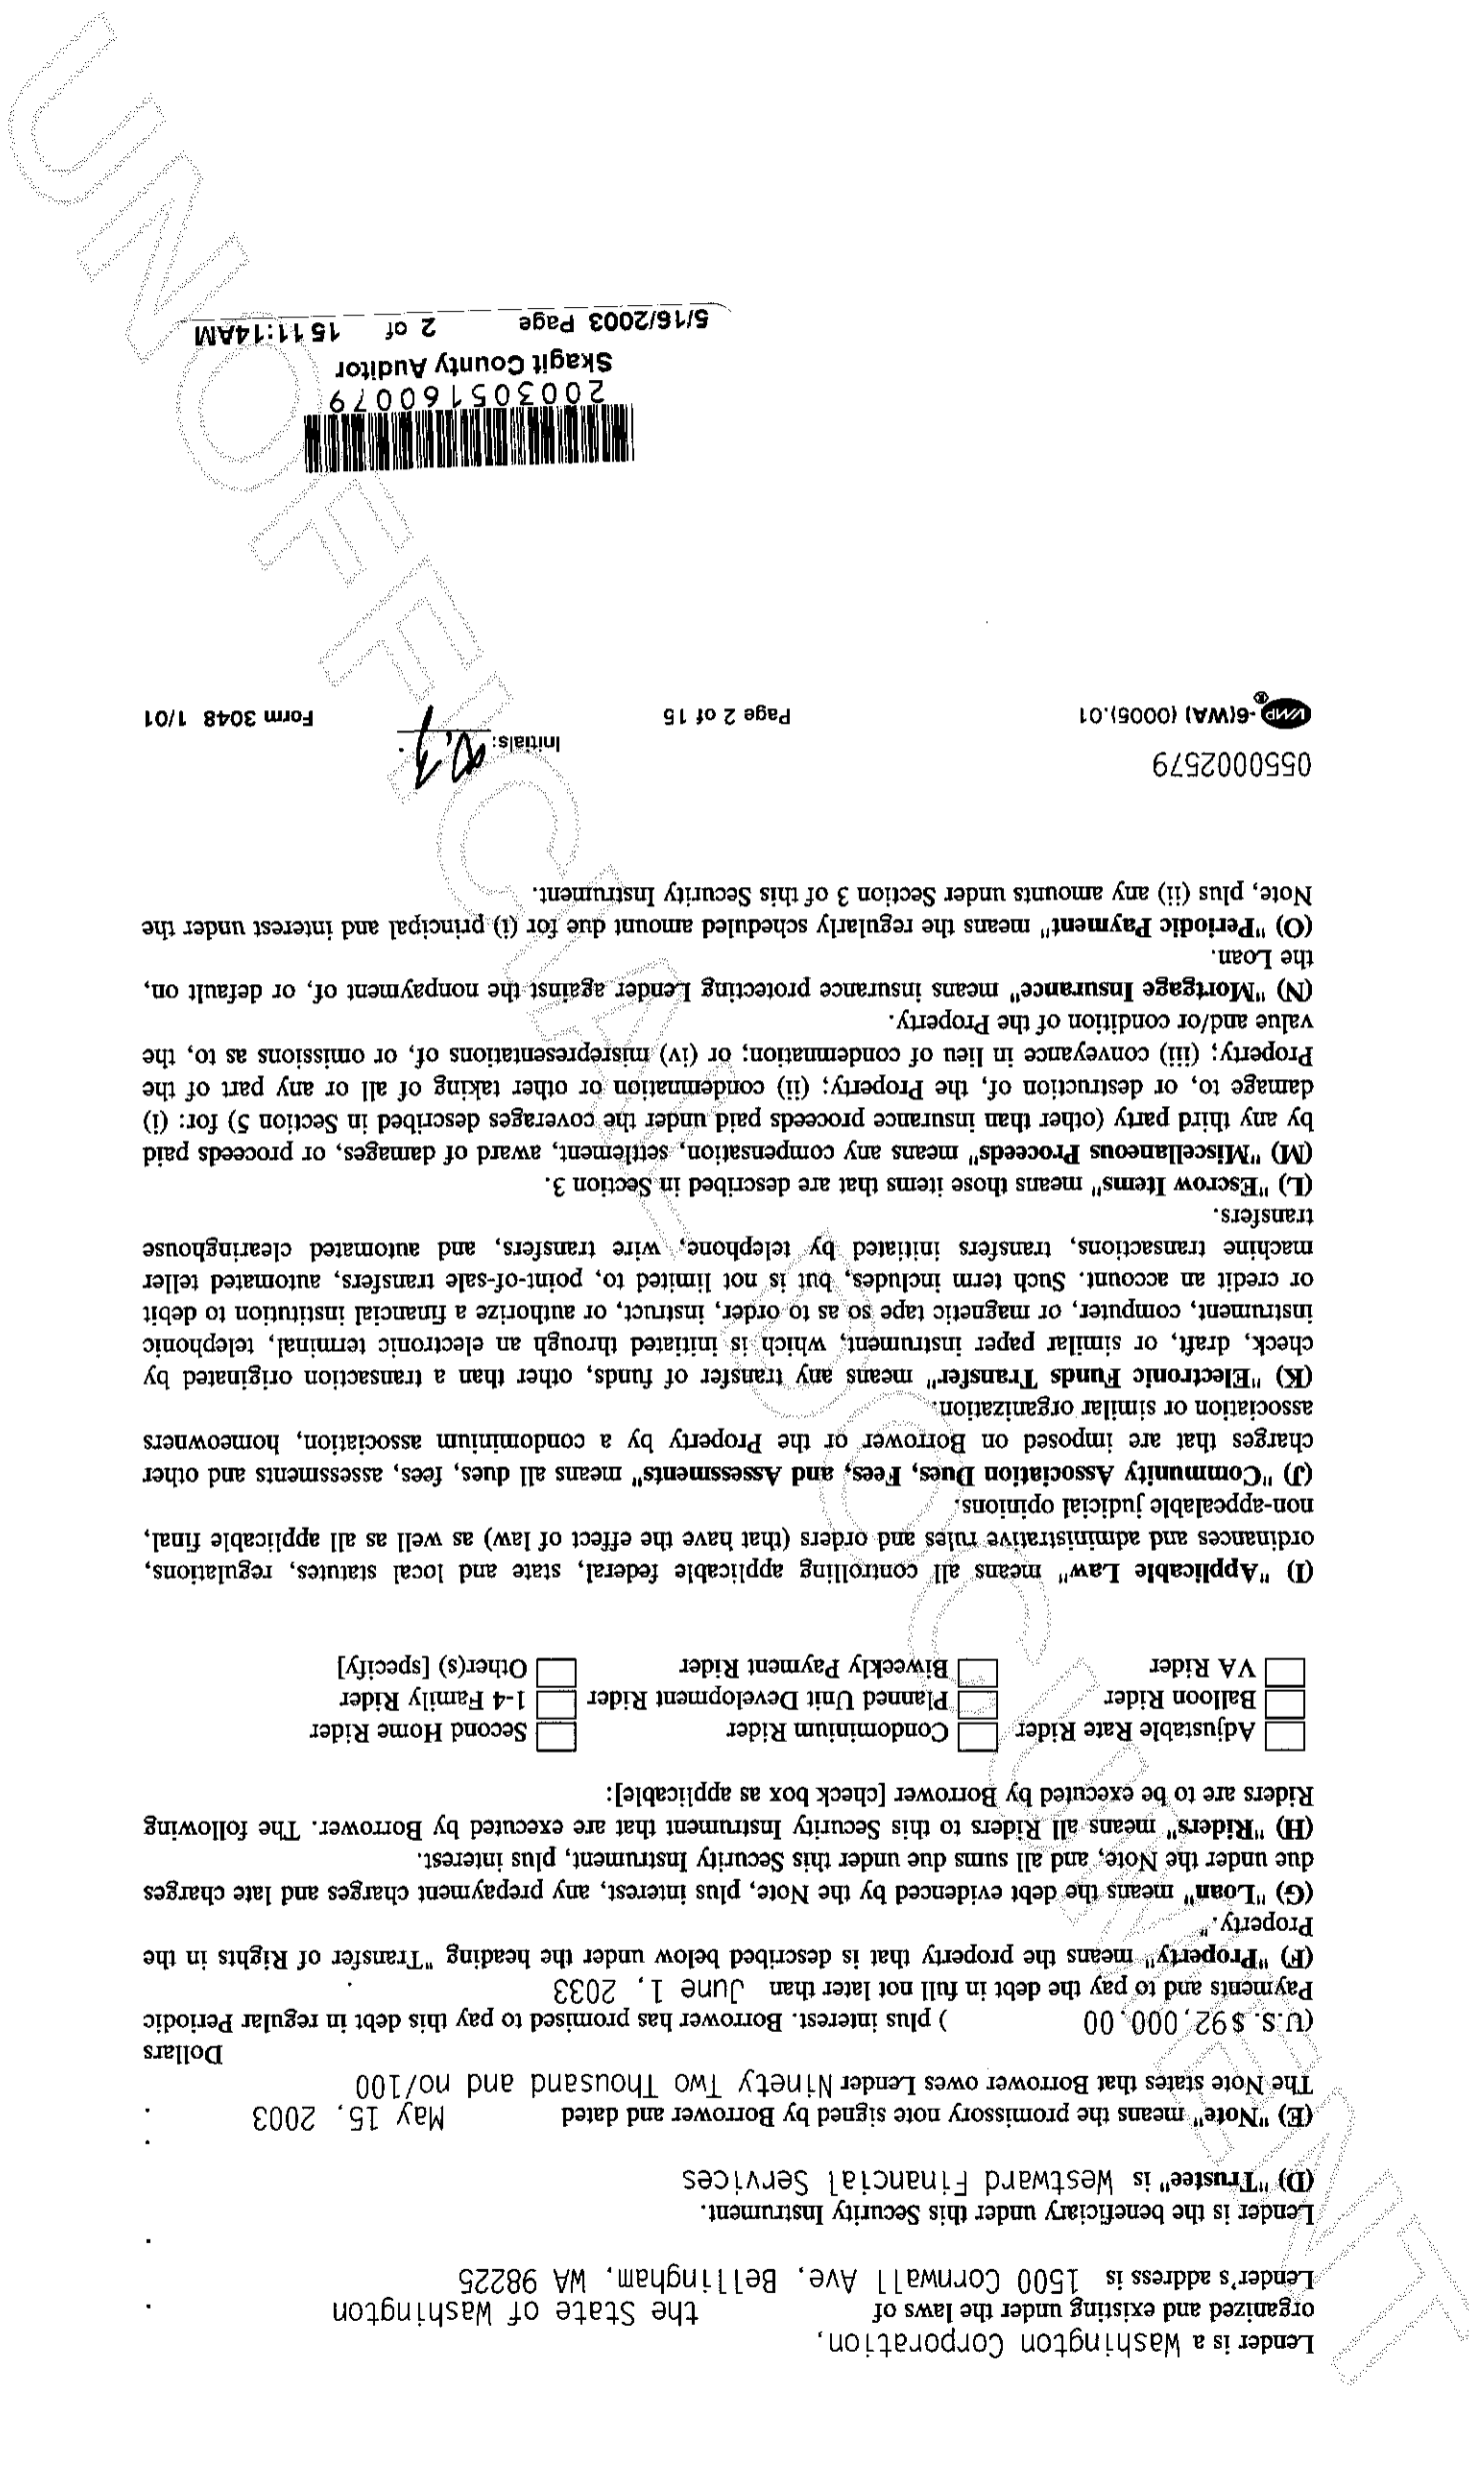 Lender is a Washington Corporation,
organized and existing under the laws of the State of Washington .
Lender's address is 1500 Cornwall Ave, Bellingham, WA 98225
.
Lender is the beneficiary under this Security Instrument.
(D) "Trustee" is Westward Financial Services
.
(E) "Note" means the promissory note signed by Borrower and dated May 15, 2003 .
The Note states that Borrower owes Lender Ninety Two Thousand and no/100
Dollars
(U.S. $92,000.00 ) plus interest. Borrower has promised to pay this debt in regular Periodic
Payments and to pay the debt in full not later than June 1, 2033 .
(F) "Property" means the property that is described below under the heading "Transfer of Rights in the
Property."
(G) "Loan" means the debt evidenced by the Note, plus interest, any prepayment charges and late charges
due under the Note, and all sums due under this Security Instrument, plus interest.
(H) "Riders" means all Riders to this Security Instrument that are executed by Borrower. The following
Riders are to be executed by Borrower [check box as applicable]:
Adjustable Rate Rider Condominium Rider Second Home Rider
Balloon Rider Planned Unit Development Rider 1-4 Family Rider
VA Rider Biweekly Payment Rider Other(s) [specify]
(I) "Applicable Law" means all controlling applicable federal, state and local statutes, regulations,
ordinances and administrative rules and orders (that have the effect of law) as well as all applicable final,
non-appealable judicial opinions.
(J) "Community Association Dues, Fees, and Assessments" means all dues, fees, assessments and other
charges that are imposed on Borrower or the Property by a condominium association, homeowners
association or similar organization.
(K) "Electronic Funds Transfer" means any transfer of funds, other than a transaction originated by
check, draft, or similar paper instrument, which is initiated through an electronic terminal, telephonic
instrument, computer, or magnetic tape so as to order, instruct, or authorize a financial institution to debit
or credit an account. Such term includes, but is not limited to, point-of-sale transfers, automated teller
machine transactions, transfers initiated by telephone, wire transfers, and automated clearinghouse
transfers.
(L) "Escrow Items" means those items that are described in Section 3.
(M) "Miscellaneous Proceeds" means any compensation, settlement, award of damages, or proceeds paid
by any third party (other than insurance proceeds paid under the coverages described in Section 5) for: (i)
damage to, or destruction of, the Property; (ii) condemnation or other taking of all or any part of the
Property; (iii) conveyance in lieu of condemnation; or (iv) misrepresentations of, or omissions as to, the
value and/or condition of the Property.
(N) "Mortgage Insurance" means insurance protecting Lender against the nonpayment of, or default on,
the Loan.
(O) "Periodic Payment" means the regularly scheduled amount due for (i) principal and interest under the
Note, plus (ii) any amounts under Section 3 of this Security Instrument.
0550002579
VMP®-6(WA) (0005).01 Page 2 of 15 Initials: Form 3048 1/01
200305160079
Skagit County Auditor
5/16/2003 Page 2 of 15 11:14AM
UNOFFICIAL DOCUMENT